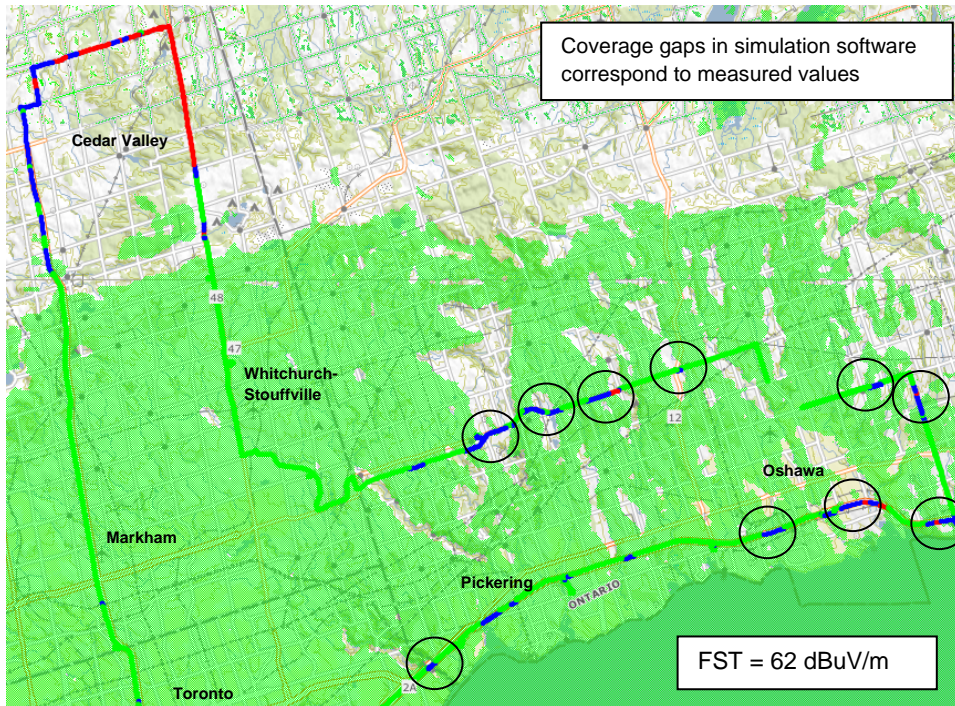 Coverage gaps in simulation software
correspond to measured values
Cedar Valley
48
47
Whitchurch-
Stouffville
12
Oshawa
Markham
Pickering
ONTARIO
FST = 62 dBuV/m
2A
Toronto